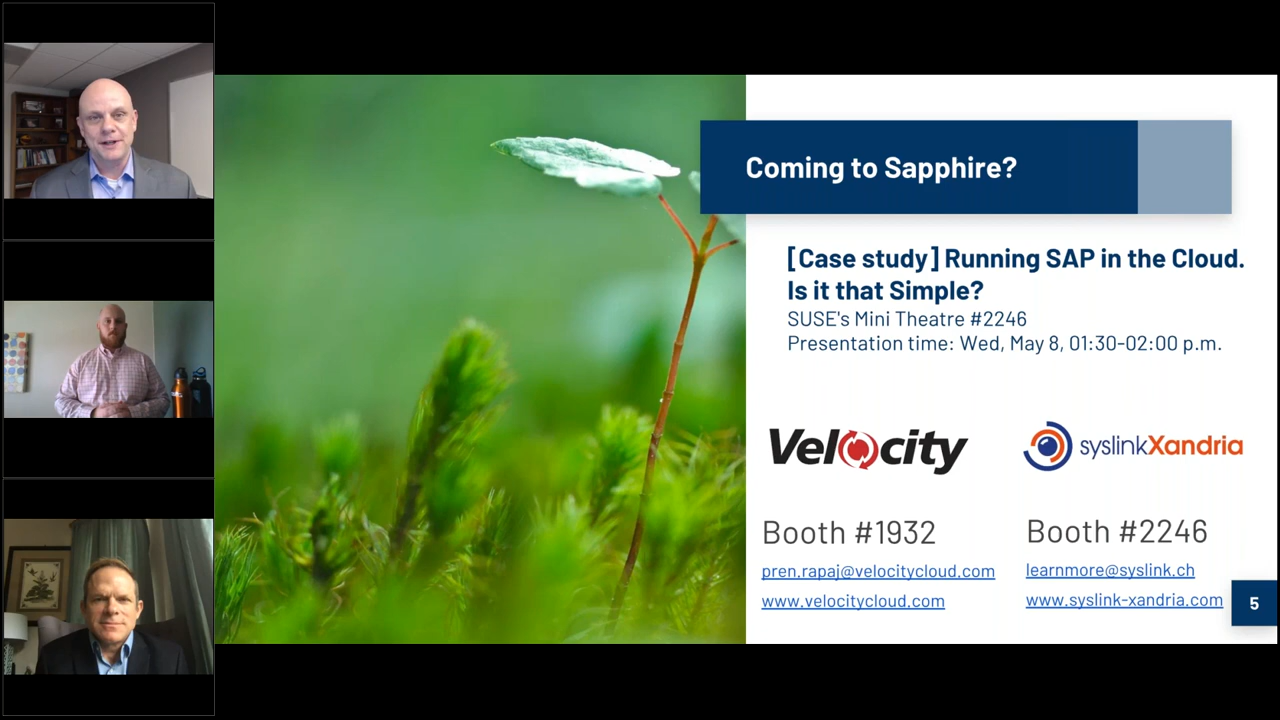 Coming to Sapphire?
[Case study] Running SAP in the Cloud.
Is it that Simple?
SUSE's Mini Theatre #2246
Presentation time: Wed, May 8, 01:30-02:00 p.m.
Velocity
syslinkXandria
Booth #1932
pren.rapaj@velocitycloud.com
www.velocitycloud.com
Booth #2246
learnmore@syslink.ch
www.syslink-xandria.com
5